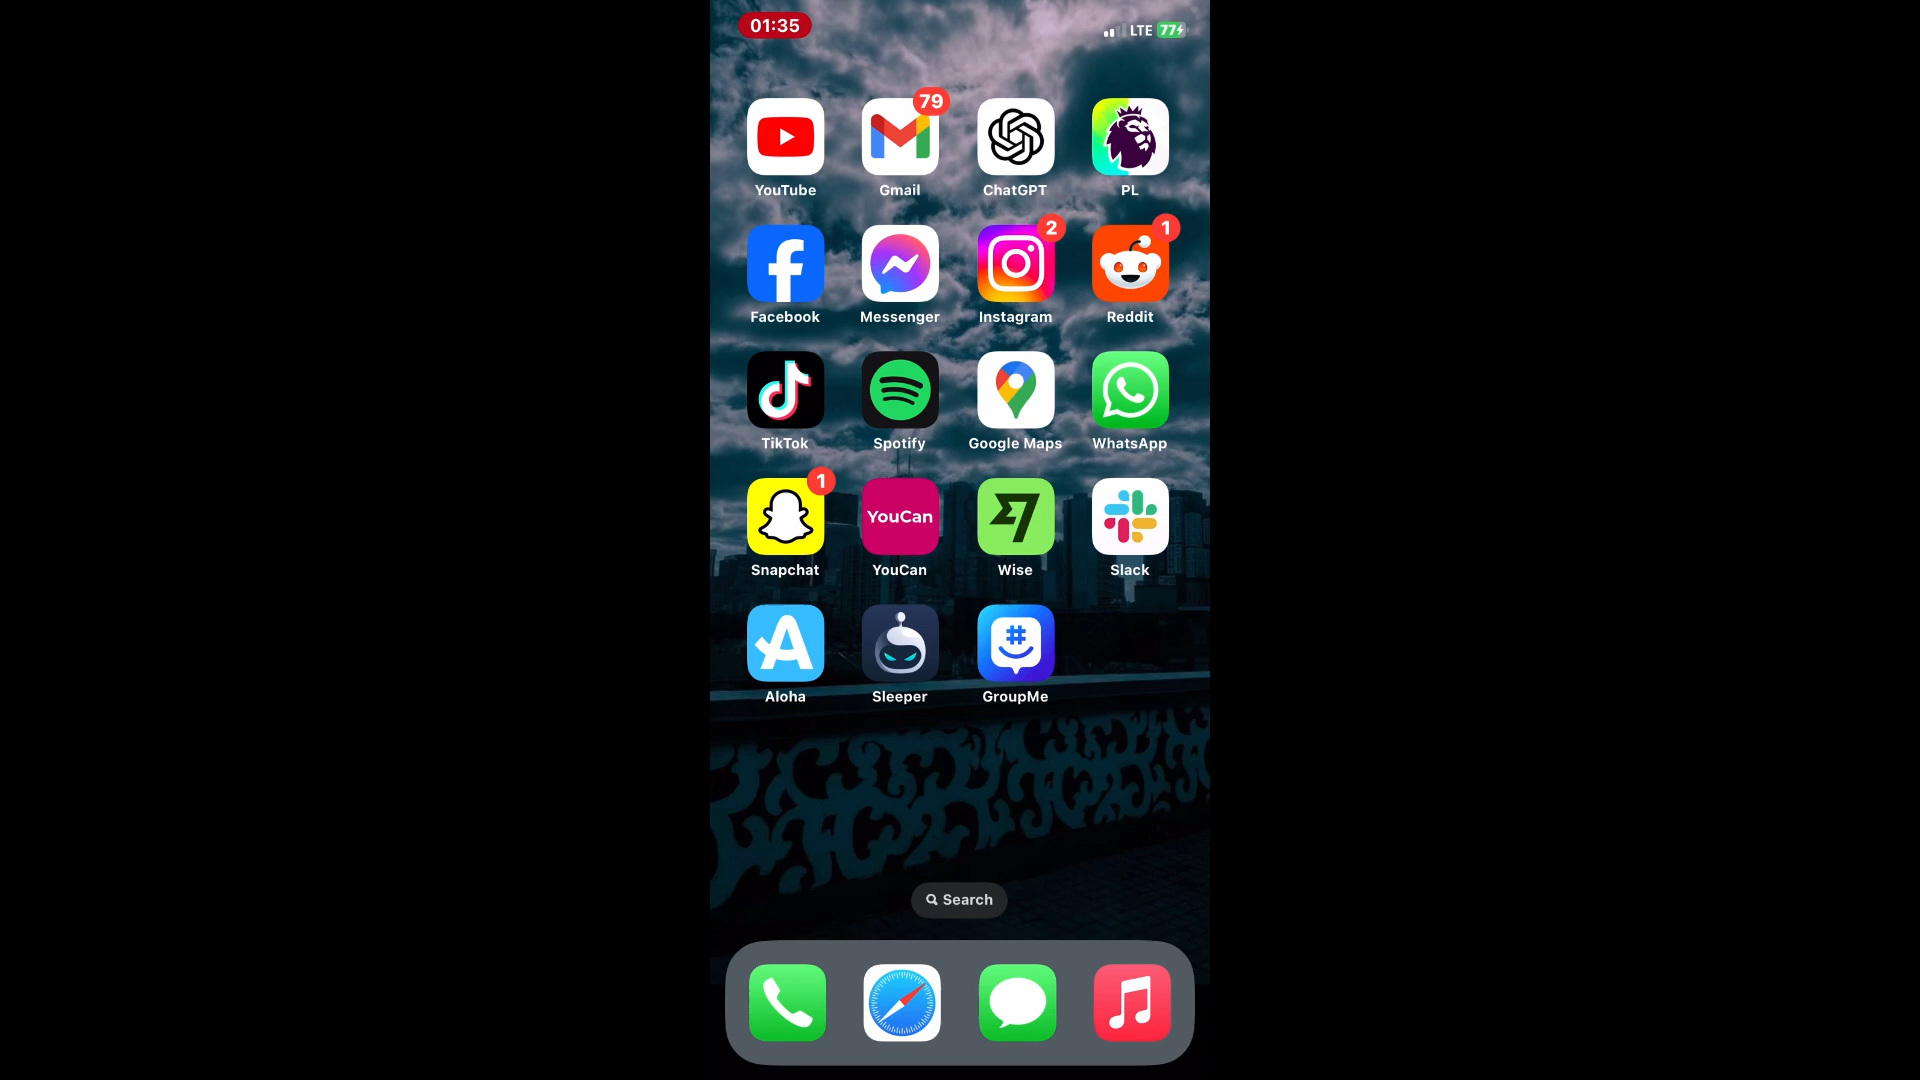 01:35 LTE 77
79
YouTube Gmail ChatGPT PL
2 1
Facebook Messenger Instagram Reddit
TikTok Spotify Google Maps WhatsApp
1
YouCan
Snapchat YouCan Wise Slack
Aloha Sleeper GroupMe
Search